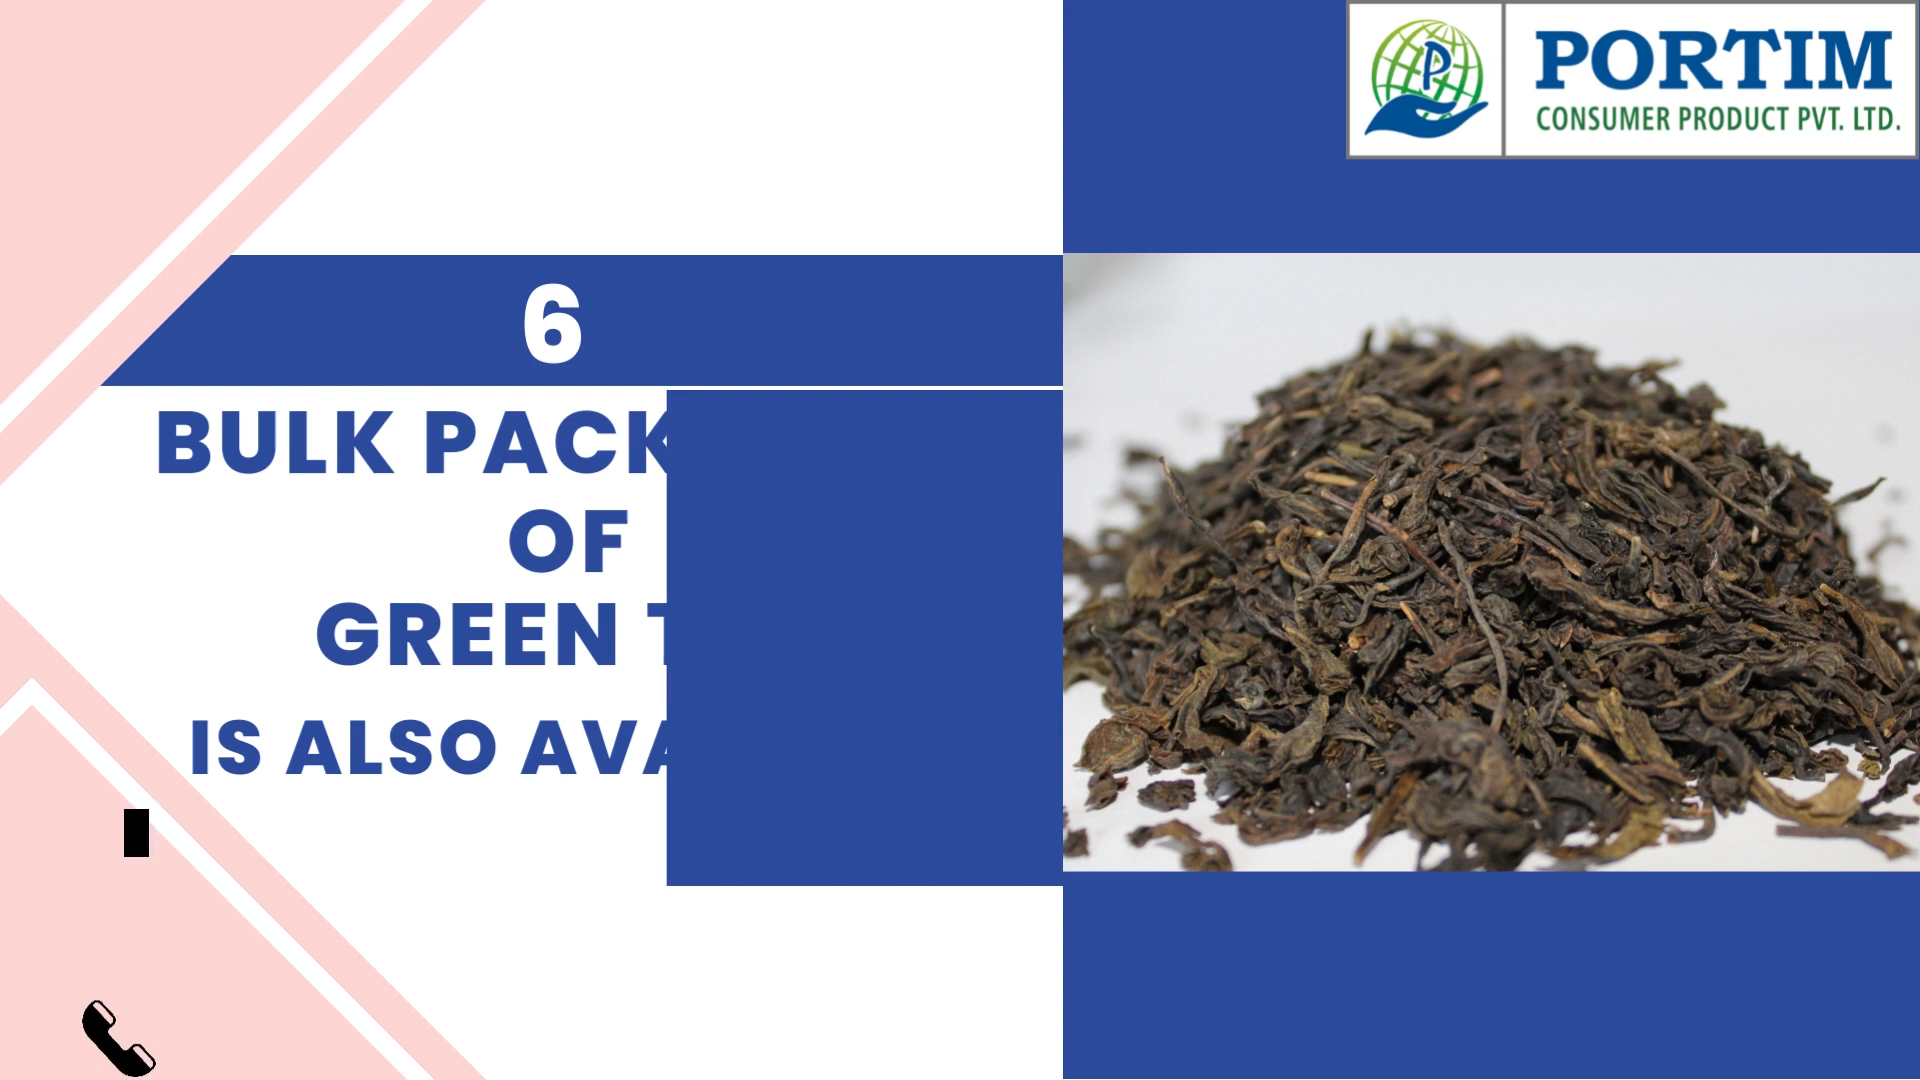 PORTIM
CONSUMER PRODUCT PVT. LTD.
6
BULK PACK
OF
GREEN
IS ALSO